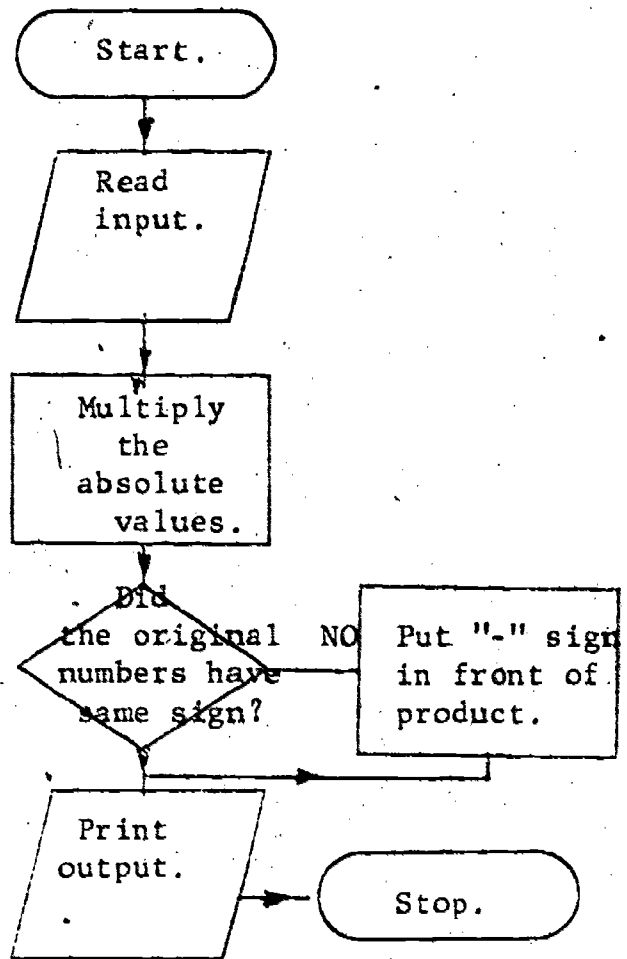 Start.
Read
input.
Multiply
the
absolute
values.
Did
the original
numbers have
same sign?
NO
Put "-" sign
in front of
product.
Print
output.
Stop.